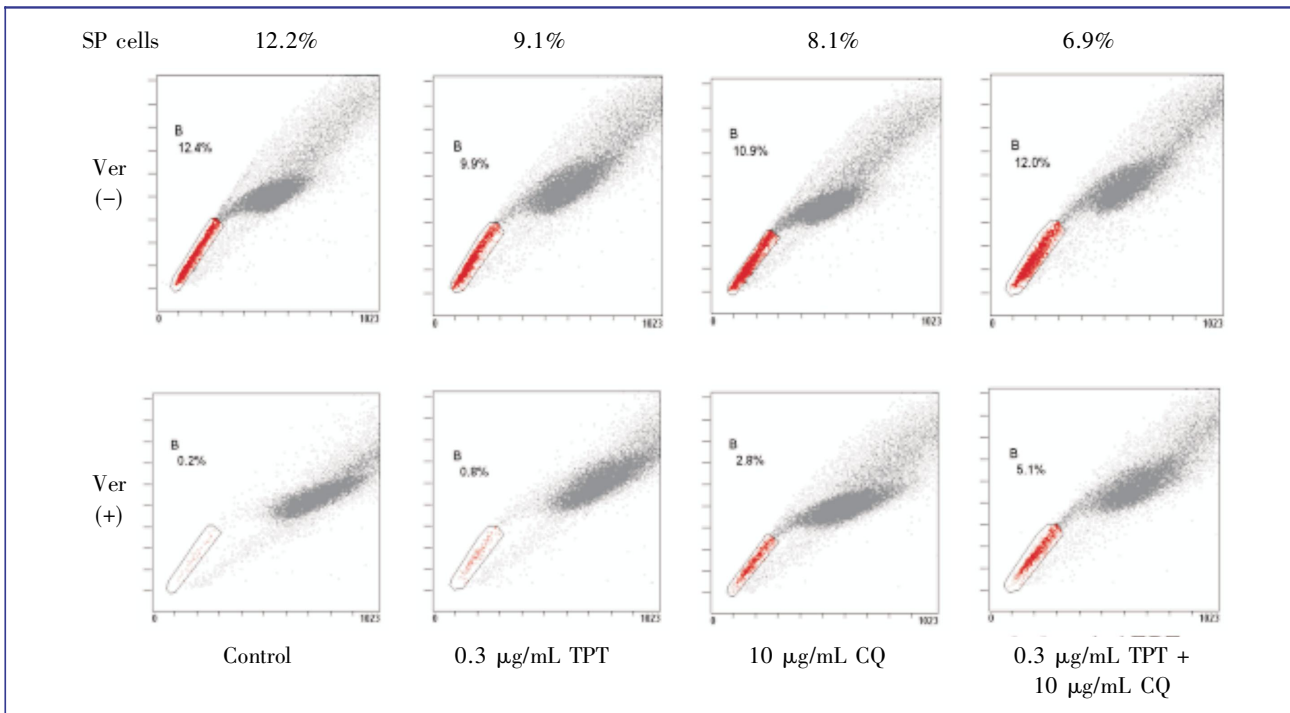 SP cells 12.2% 9.1% 8.1% 6.9%
Ver
(−)
B
12.4%
0 1023
B
9.9%
0 1023
B
10.9%
0 1023
B
12.0%
0 1023
Ver
(+)
B
0.2%
0 1023
B
0.8%
0 1023
B
2.8%
0 1023
B
5.1%
0 1023
Control 0.3 μg/mL TPT 10 μg/mL CQ 0.3 μg/mL TPT +
10 μg/mL CQ